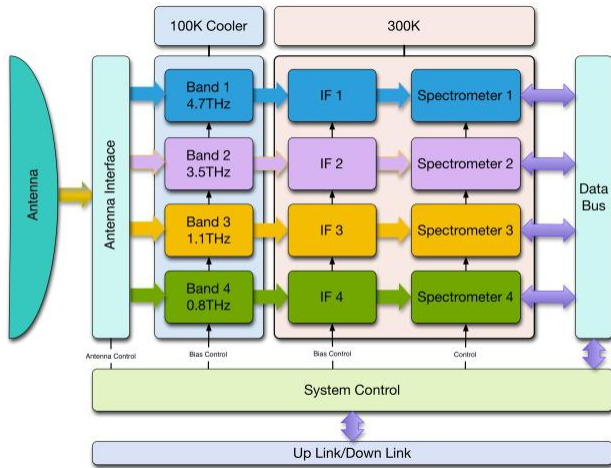 100K Cooler
300K
Antenna
Antenna Interface
Band 1
4.7THz
IF 1
Spectrometer 1
Band 2
3.5THz
IF 2
Spectrometer 2
Data
Bus
Band 3
1.1THz
IF 3
Spectrometer 3
Band 4
0.8THz
IF 4
Spectrometer 4
Antenna Control
Bias Control
Bias Control
Control
System Control
Up Link/Down Link